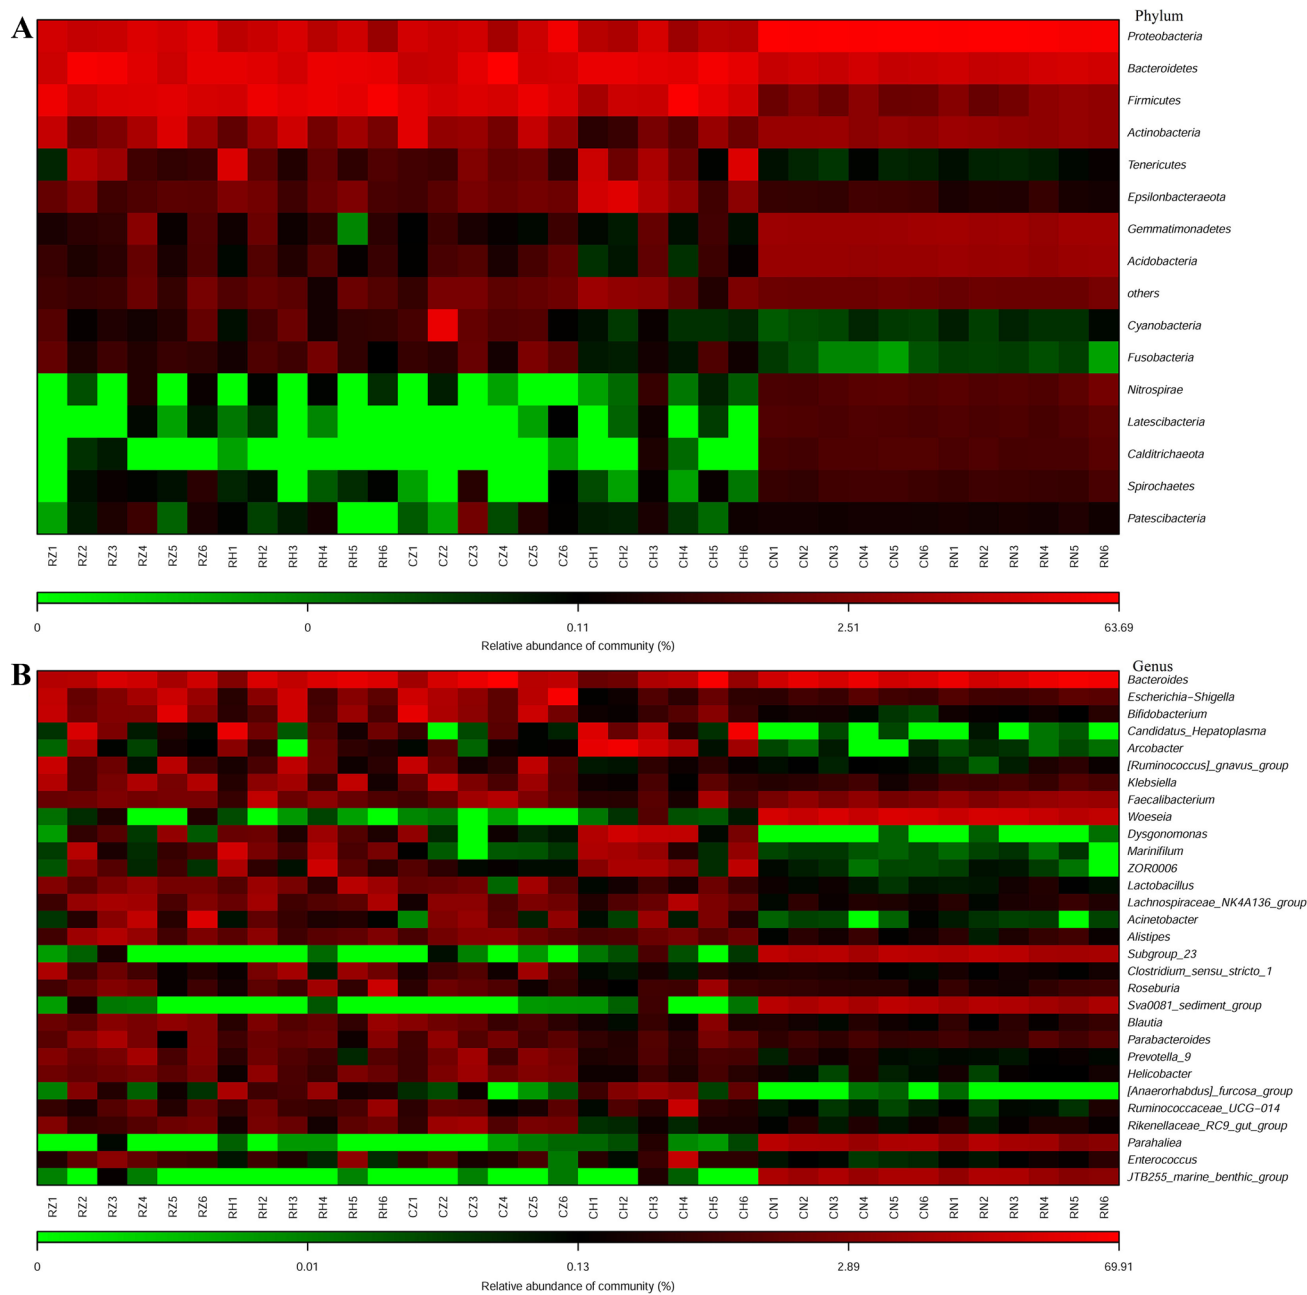 A
Phylum
Proteobacteria
Bacteroidetes
Firmicutes
Actinobacteria
Tenericutes
Epsilonbacteraeota
Gemmatimonadetes
Acidobacteria
others
Cyanobacteria
Fusobacteria
Nitrospirae
Latescibacteria
Calditrichaeota
Spirochaetes
Patescibacteria
RZ1 RZ2 RZ3 RZ4 RZ5 RZ6 RH1 RH2 RH3 RH4 RH5 RH6 CZ1 CZ2 CZ3 CZ4 CZ5 CZ6 CH1 CH2 CH3 CH4 CH5 CH6 CN1 CN2 CN3 CN4 CN5 CN6 RN1 RN2 RN3 RN4 RN5 RN6
0 0 0.11 2.51 63.69
Relative abundance of community (%)
B
Genus
Bacteroides
Escherichia−Shigella
Bifidobacterium
Candidatus_Hepatoplasma
Arcobacter
[Ruminococcus]_gnavus_group
Klebsiella
Faecalibacterium
Woeseia
Dysgonomonas
Marinifilum
ZOR0006
Lactobacillus
Lachnospiraceae_NK4A136_group
Acinetobacter
Alistipes
Subgroup_23
Clostridium_sensu_stricto_1
Roseburia
Sva0081_sediment_group
Blautia
Parabacteroides
Prevotella_9
Helicobacter
[Anaerorhabdus]_furcosa_group
Ruminococcaceae_UCG−014
Rikenellaceae_RC9_gut_group
Parahaliea
Enterococcus
JTB255_marine_benthic_group
RZ1 RZ2 RZ3 RZ4 RZ5 RZ6 RH1 RH2 RH3 RH4 RH5 RH6 CZ1 CZ2 CZ3 CZ4 CZ5 CZ6 CH1 CH2 CH3 CH4 CH5 CH6 CN1 CN2 CN3 CN4 CN5 CN6 RN1 RN2 RN3 RN4 RN5 RN6
0 0.01 0.13 2.89 69.91
Relative abundance of community (%)